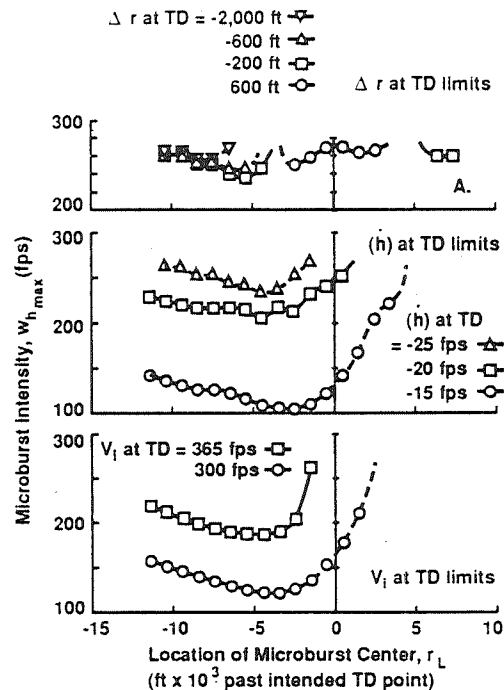 Δ r at TD = -2,000 ft
-600 ft
-200 ft
600 ft
Δ r at TD limits
300
200
A.
Microburst Intensity, w_h max (fps)
300
200
100
(h) at TD limits
(h) at TD
= -25 fps
-20 fps
-15 fps
300
200
100
V_i at TD = 365 fps
300 fps
V_i at TD limits
-15 -10 -5 0 5 10
Location of Microburst Center, r_L
(ft x 10^3 past intended TD point)